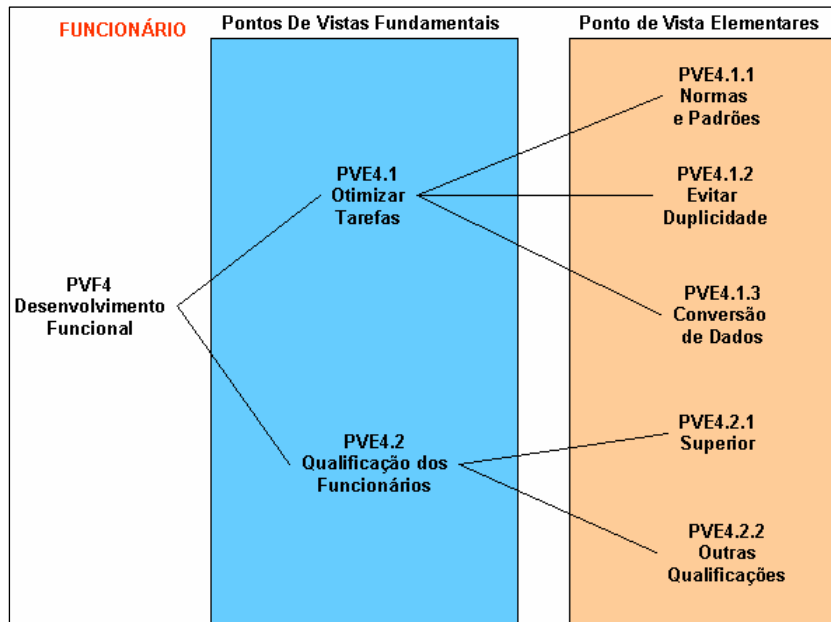 FUNCIONÁRIO
Pontos De Vistas Fundamentais
Ponto de Vista Elementares
PVF4
Desenvolvimento
Funcional
PVE4.1
Otimizar
Tarefas
PVE4.2
Qualificação dos
Funcionários
PVE4.1.1
Normas
e Padrões
PVE4.1.2
Evitar
Duplicidade
PVE4.1.3
Conversão
de Dados
PVE4.2.1
Superior
PVE4.2.2
Outras
Qualificações